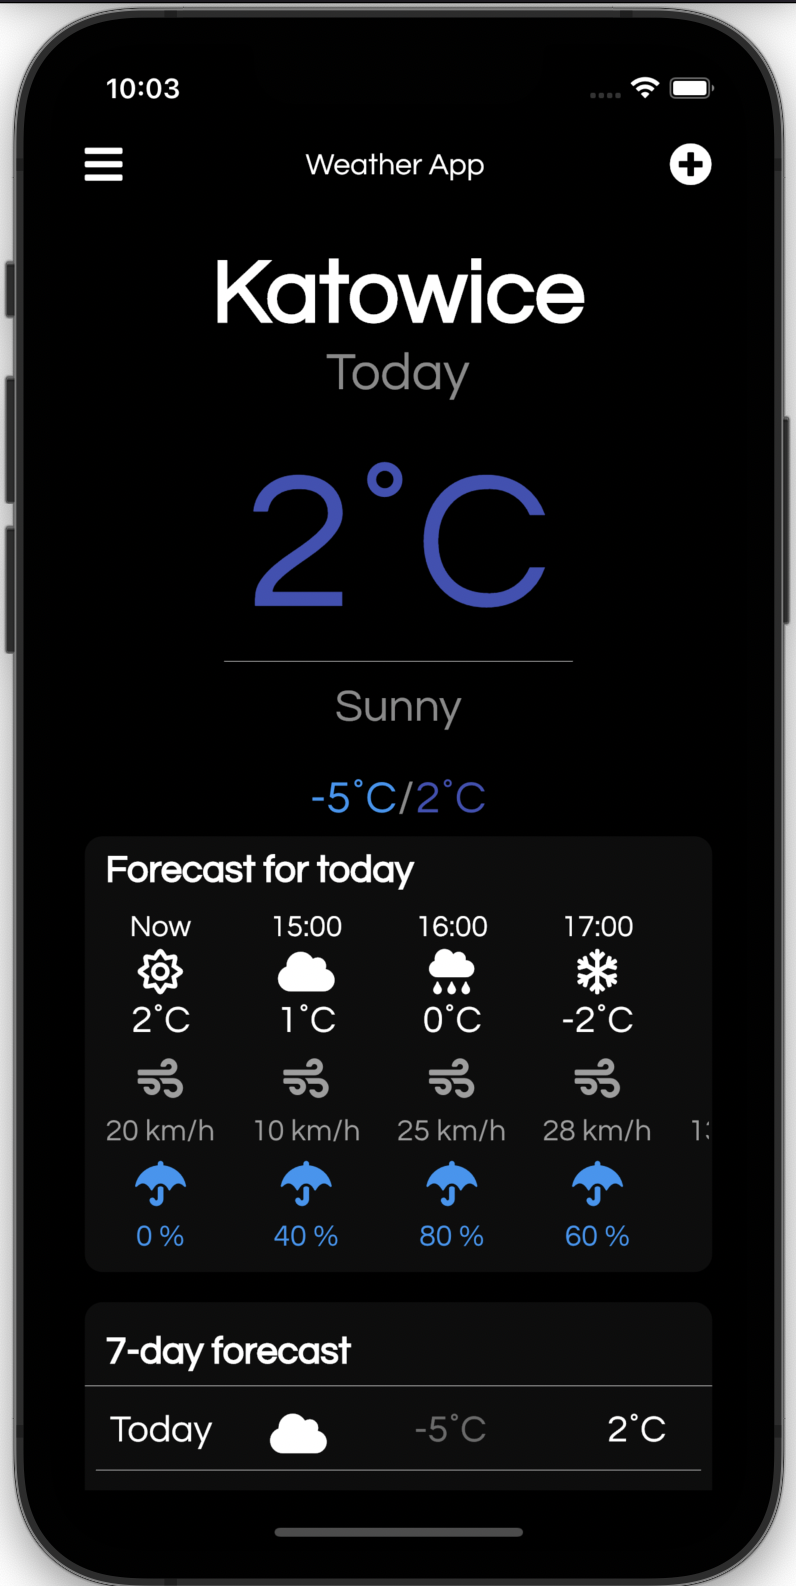 10:03
Weather App
Katowice
Today
2°C
Sunny
-5°C/2°C
Forecast for today
Now 15:00 16:00 17:00
2°C 1°C 0°C -2°C
20 km/h 10 km/h 25 km/h 28 km/h
0 % 40 % 80 % 60 %
7-day forecast
Today -5°C 2°C